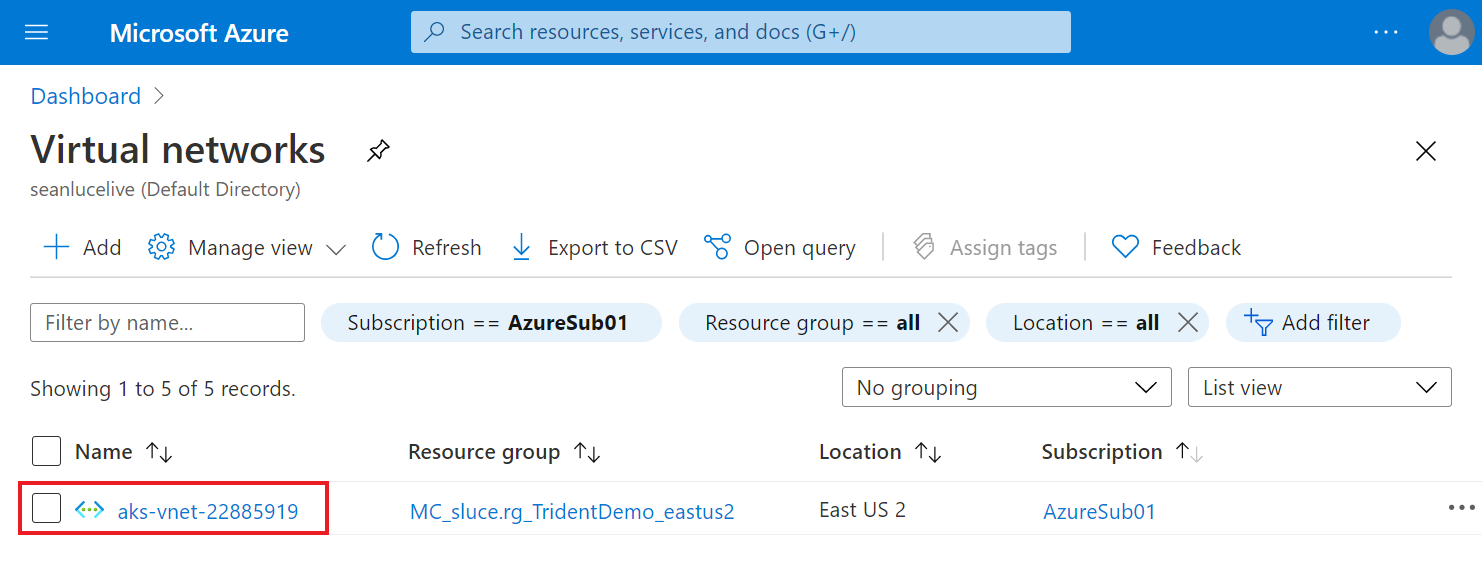 Microsoft Azure
Search resources, services, and docs (G+/)
Dashboard
Virtual networks
seanlucelive (Default Directory)
Add Manage view Refresh Export to CSV Open query Assign tags Feedback
Filter by name... Subscription == AzureSub01 Resource group == all Location == all Add filter
Showing 1 to 5 of 5 records. No grouping List view
Name Resource group Location Subscription
aks-vnet-22885919 MC_sluce.rg_TridentDemo_eastus2 East US 2 AzureSub01